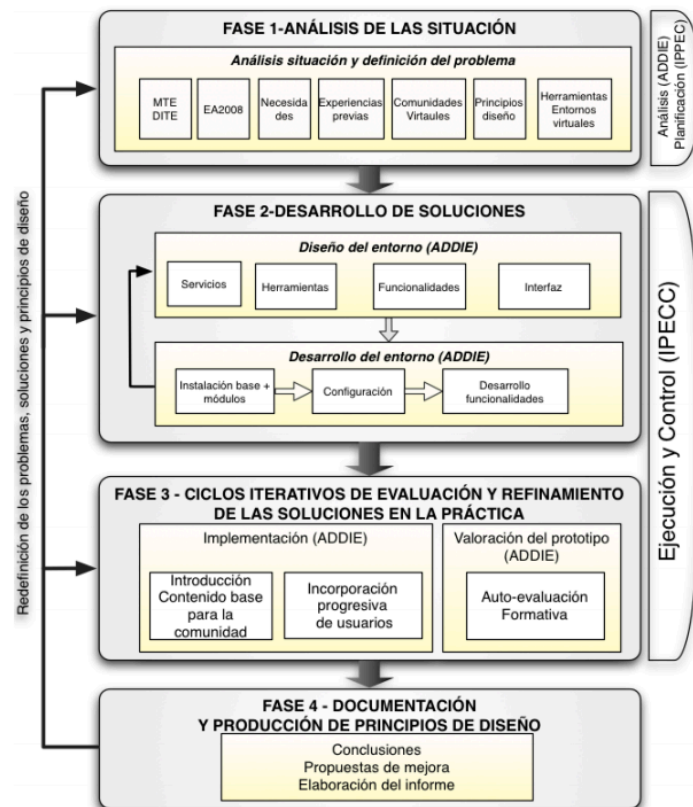 FASE 1-ANÁLISIS DE LAS SITUACIÓN
Análisis situación y definición del problema
MTE
DITE
EA2008
Necesida
des
Experiencias
previas
Comunidades
Virtaules
Principios
diseño
Herramientas
Entornos
virtuales
Análisis (ADDIE)
Planificación (IPPEC)
Redefinición de los problemas, soluciones y principios de diseño
FASE 2-DESARROLLO DE SOLUCIONES
Diseño del entorno (ADDIE)
Servicios
Herramientas
Funcionalidades
Interfaz
Desarrollo del entorno (ADDIE)
Instalación base +
módulos
Configuración
Desarrollo
funcionalidades
Ejecución y Control (IPECC)
FASE 3 - CICLOS ITERATIVOS DE EVALUACIÓN Y REFINAMIENTO
DE LAS SOLUCIONES EN LA PRÁCTICA
Implementación (ADDIE)
Introducción
Contenido base
para la
comunidad
Incorporación
progresiva
de usuarios
Valoración del prototipo
(ADDIE)
Auto-evaluación
Formativa
FASE 4 - DOCUMENTACIÓN
Y PRODUCCIÓN DE PRINCIPIOS DE DISEÑO
Conclusiones
Propuestas de mejora
Elaboración del informe